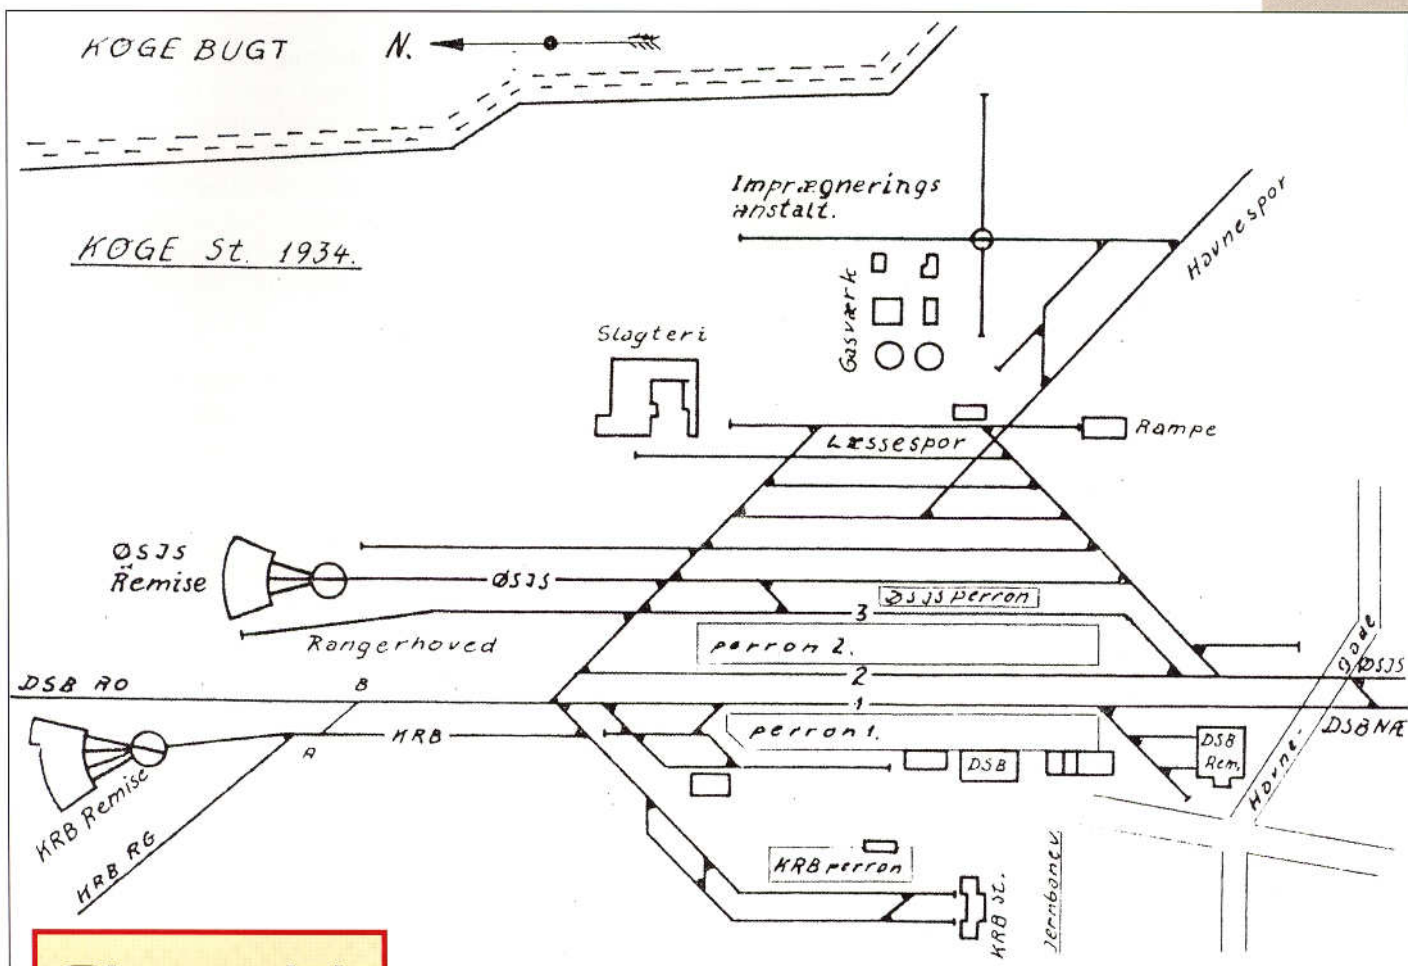 KØGE BUGT
N.
KØGE St. 1934.
Imprægnerings
anstalt.
Havnespor
Gasværk
Slagteri
Læssespor
Rampe
ØSJS
Remise
ØSJS
ØSJS perron
3
Rangerhoved
perron 2.
2
DSB RO
B
ØSJS
1
perron 1.
DSB NÆ
KRB
A
DSB
DSB
Rem.
Havne-
gade
KRB Remise
KRB RG
KRB perron
KRB st.
Jernbanev.